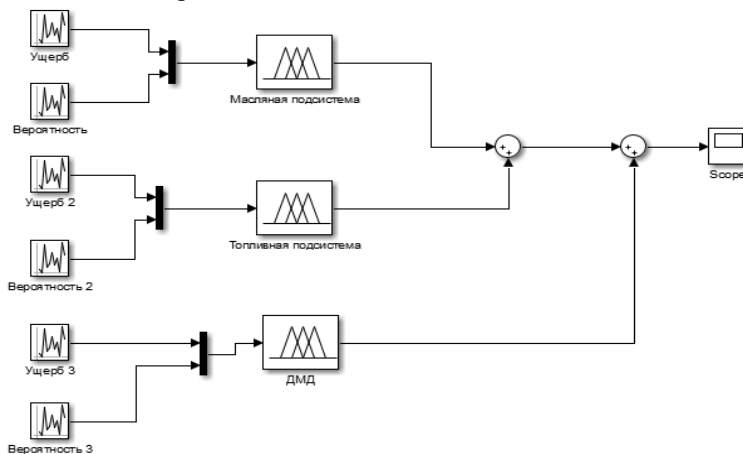 Ущерб
Масляная подсистема
Вероятность
Scope
Ущерб 2
Топливная подсистема
Вероятность 2
Ущерб 3
ДМД
Вероятность 3